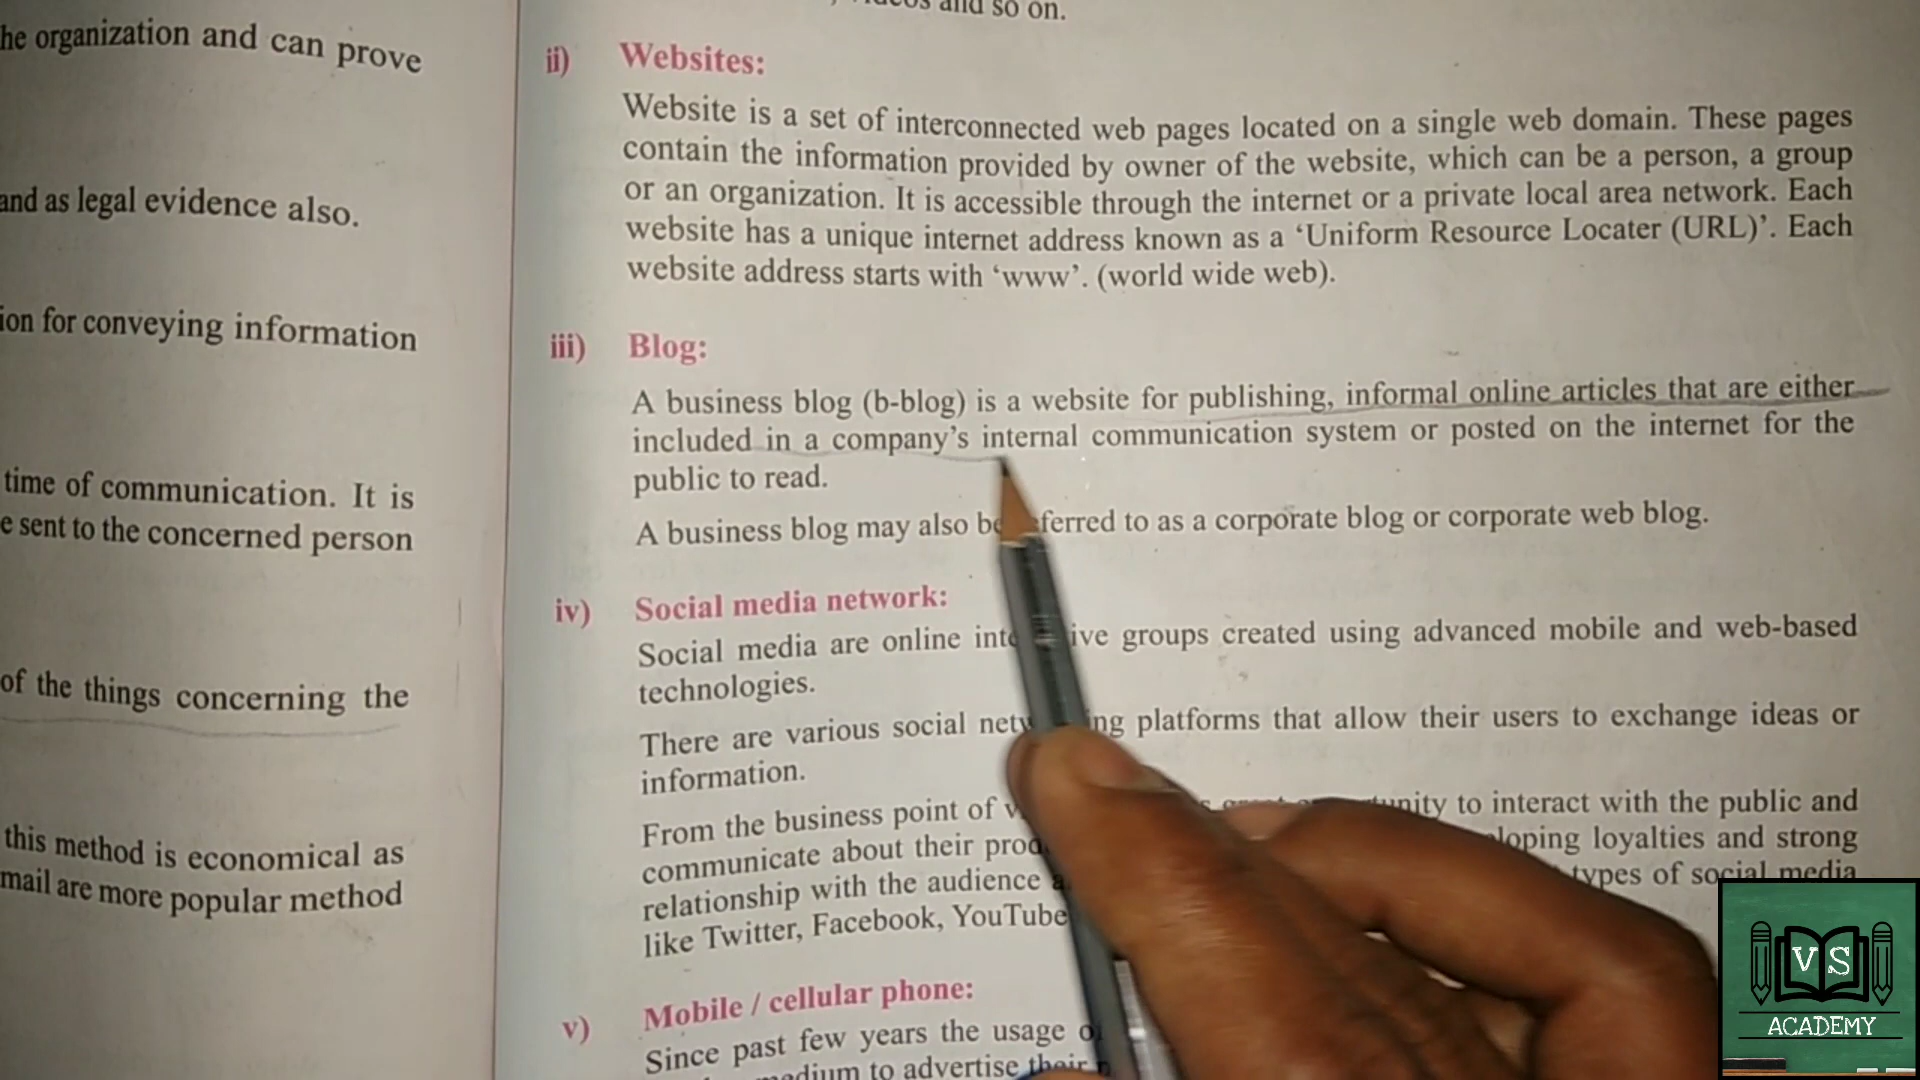 he organization and can prove
and as legal evidence also.
ion for conveying information
time of communication. It is
e sent to the concerned person
of the things concerning the
this method is economical as
mail are more popular method
and so on.
ii) Websites:
Website is a set of interconnected web pages located on a single web domain. These pages
contain the information provided by owner of the website, which can be a person, a group
or an organization. It is accessible through the internet or a private local area network. Each
website has a unique internet address known as a ‘Uniform Resource Locater (URL)’. Each
website address starts with ‘www’. (world wide web).
iii) Blog:
A business blog (b-blog) is a website for publishing, informal online articles that are either
included in a company’s internal communication system or posted on the internet for the
public to read.
A business blog may also be ferred to as a corporate blog or corporate web blog.
iv) Social media network:
Social media are online inte ive groups created using advanced mobile and web-based
technologies.
There are various social netw ing platforms that allow their users to exchange ideas or
information.
From the business point of v unity to interact with the public and
communicate about their prod loping loyalties and strong
relationship with the audience types of social media
like Twitter, Facebook, YouTube
v) Mobile / cellular phone:
Since past few years the usage o
medium to advertise their
VS
ACADEMY